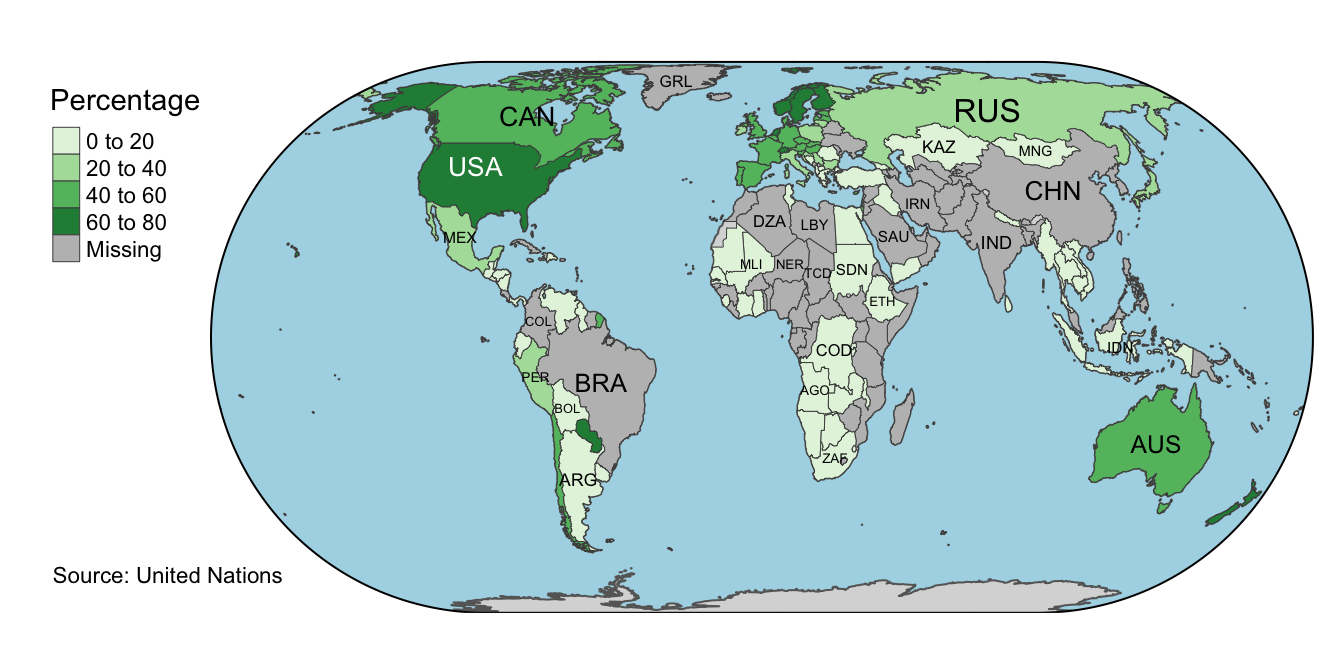 Percentage
0 to 20
20 to 40
40 to 60
60 to 80
Missing
GRL
CAN
RUS
USA
KAZ
MNG
CHN
IRN
MEX
DZA
LBY
SAU
IND
MLI
NER
TCD
SDN
ETH
COL
COD
IDN
PER
BRA
AGO
BOL
AUS
ZAF
ARG
Source: United Nations